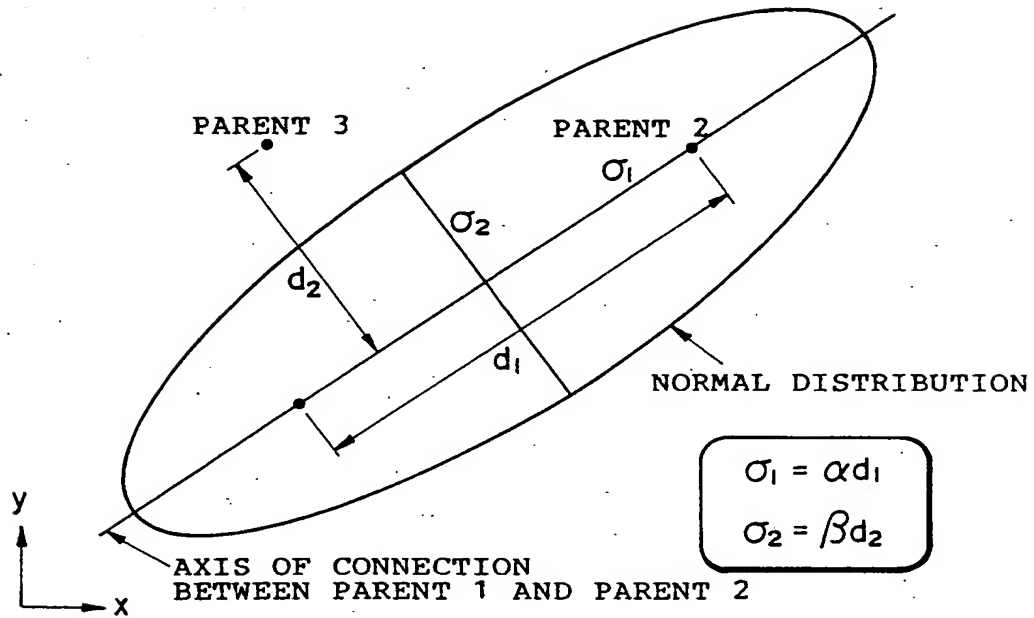 PARENT 3
PARENT 2
σ₁
σ₂
d₂
d₁
NORMAL DISTRIBUTION
σ₁ = αd₁
σ₂ = βd₂
y
x
AXIS OF CONNECTION
BETWEEN PARENT 1 AND PARENT 2